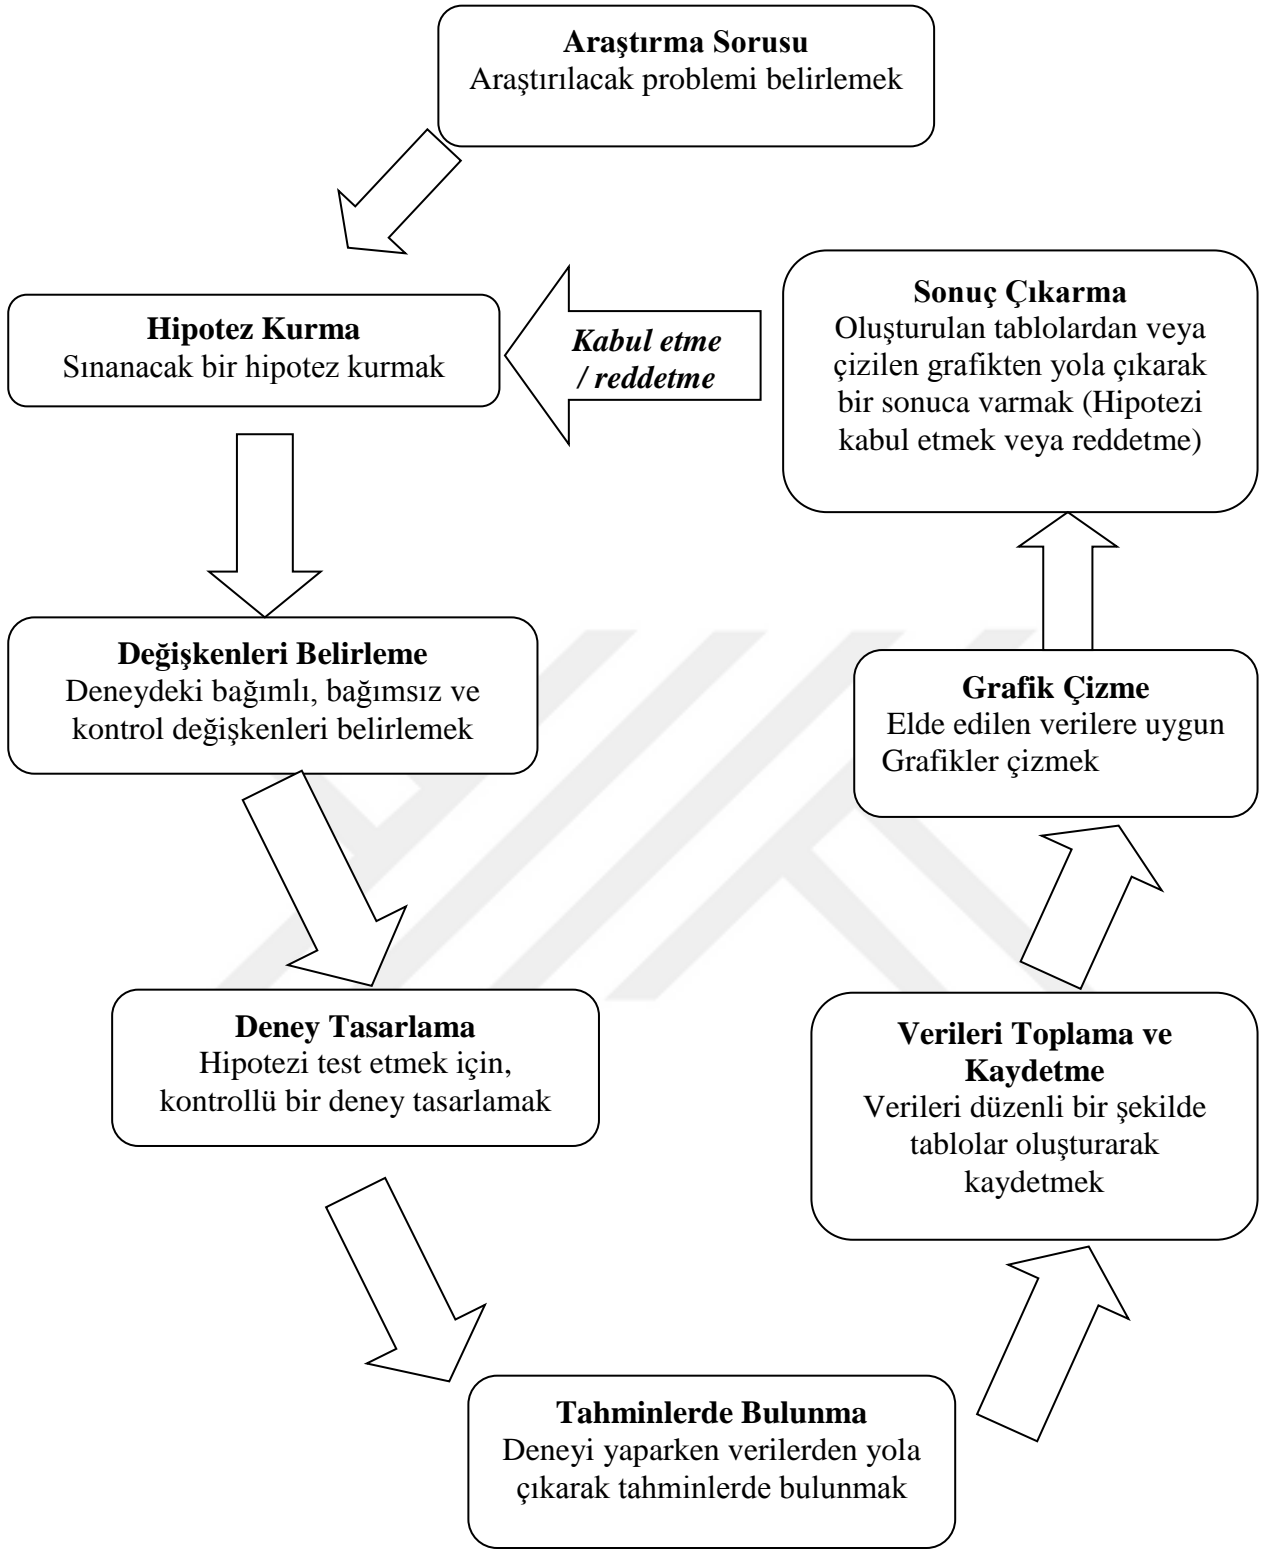 Araştırma Sorusu
Araştırılacak problemi belirlemek
Hipotez Kurma
Sınanacak bir hipotez kurmak
Kabul etme
/ reddetme
Sonuç Çıkarma
Oluşturulan tablolardan veya
çizilen grafikten yola çıkarak
bir sonuca varmak (Hipotezi
kabul etmek veya reddetme)
Değişkenleri Belirleme
Deneydeki bağımlı, bağımsız ve
kontrol değişkenleri belirlemek
Grafik Çizme
Elde edilen verilere uygun
Grafikler çizmek
Deney Tasarlama
Hipotezi test etmek için,
kontrollü bir deney tasarlamak
Verileri Toplama ve
Kaydetme
Verileri düzenli bir şekilde
tablolar oluşturarak
kaydetmek
Tahminlerde Bulunma
Deneyi yaparken verilerden yola
çıkarak tahminlerde bulunmak